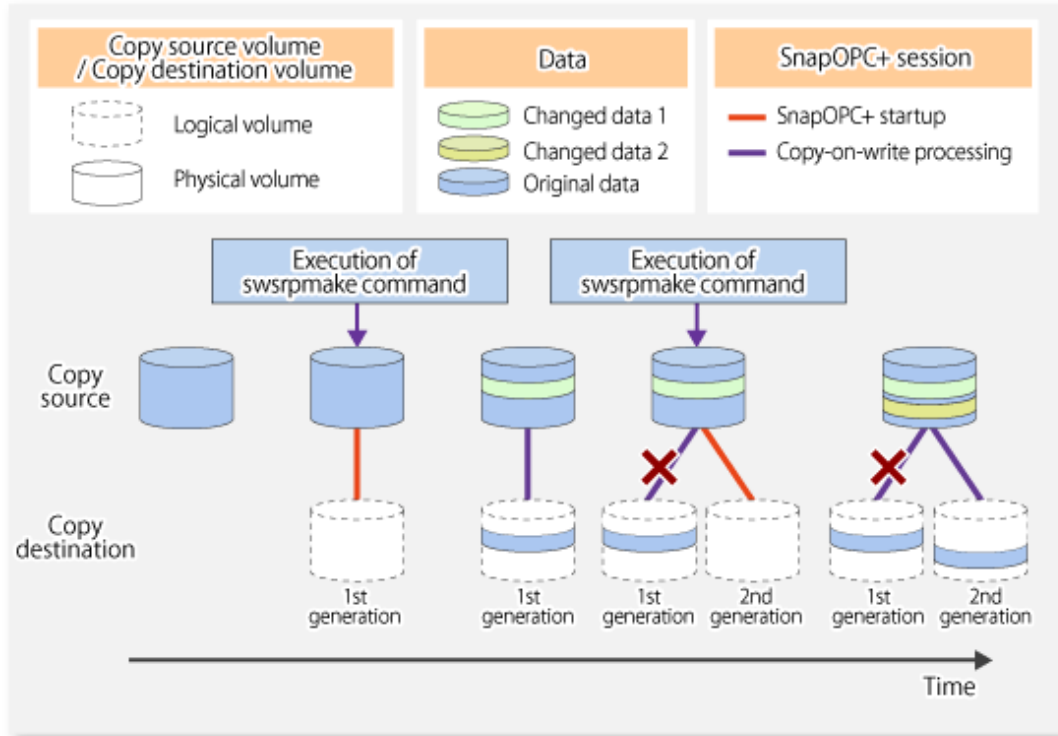 Copy source volume
/ Copy destination volume
Logical volume
Physical volume
Data
Changed data 1
Changed data 2
Original data
SnapOPC+ session
SnapOPC+ startup
Copy-on-write processing
Execution of
swsrpmake command
Execution of
swsrpmake command
Copy
source
Copy
destination
1st
generation
1st
generation
1st
generation
2nd
generation
1st
generation
2nd
generation
Time